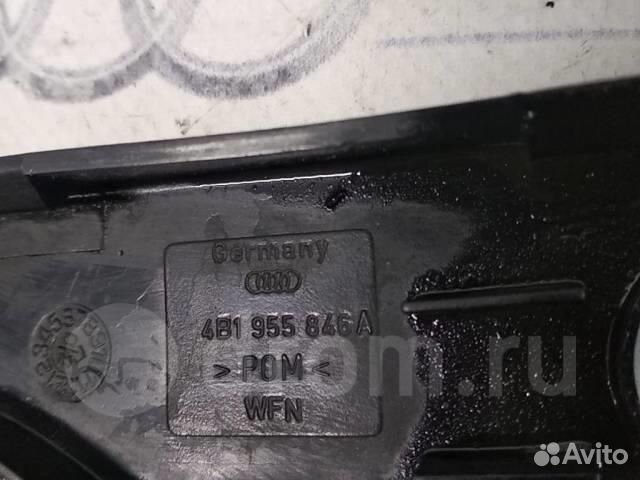 Germany
4B1 955 846 A
> POM <
WFN
Avito